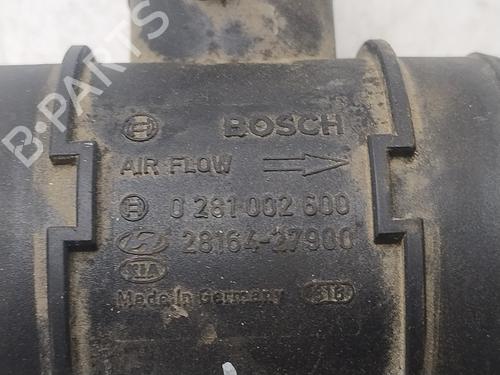 B-PARTS
BOSCH
AIR FLOW
0 281 002 600
28164-27900
KIA
Made in Germany